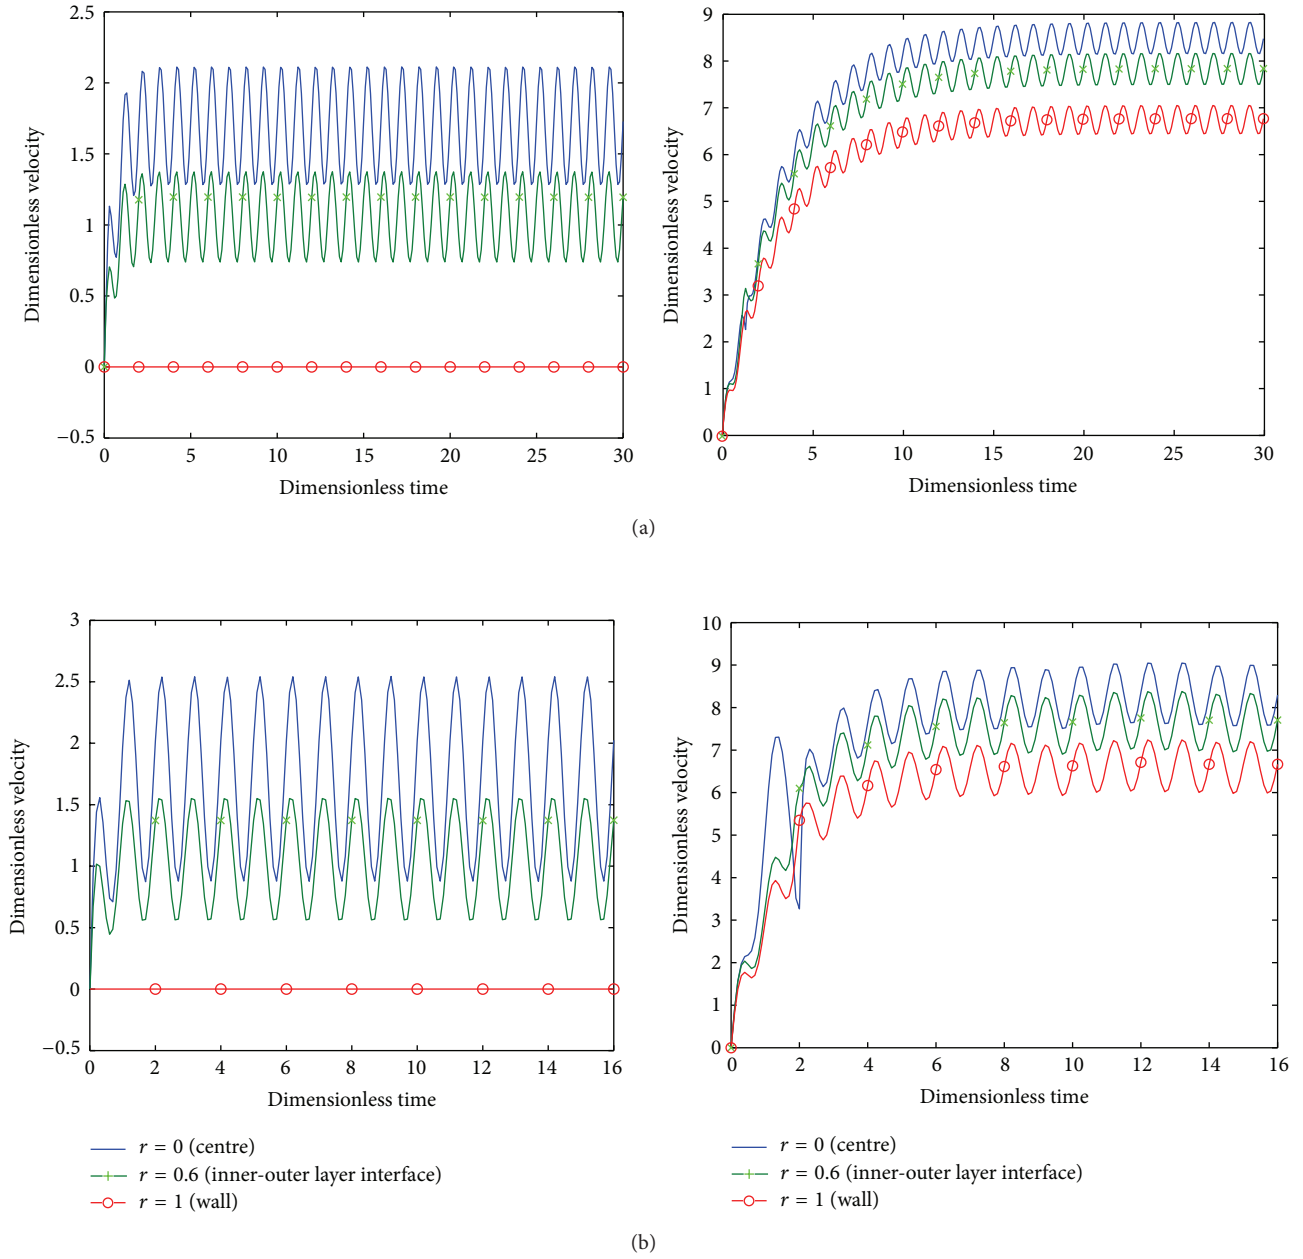 2.5
2
1.5
1
0.5
0
−0.5
Dimensionless velocity
0 5 10 15 20 25 30
Dimensionless time
9
8
7
6
5
4
3
2
1
0
Dimensionless velocity
0 5 10 15 20 25 30
Dimensionless time
(a)
3
2.5
2
1.5
1
0.5
0
−0.5
Dimensionless velocity
0 2 4 6 8 10 12 14 16
Dimensionless time
r = 0 (centre)
r = 0.6 (inner-outer layer interface)
r = 1 (wall)
10
9
8
7
6
5
4
3
2
1
0
Dimensionless velocity
0 2 4 6 8 10 12 14 16
Dimensionless time
r = 0 (centre)
r = 0.6 (inner-outer layer interface)
r = 1 (wall)
(b)